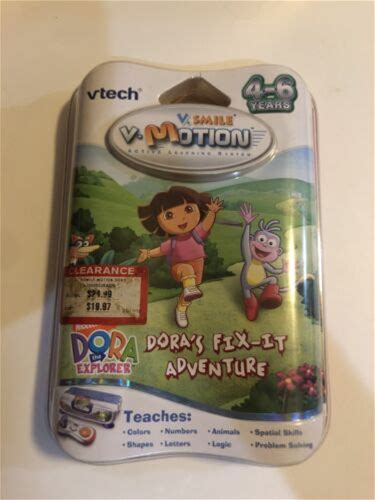 vtech
4-6
YEARS
V.SMILE
V.MOTION
ACTIVE LEARNING SYSTEM
CLEARANCE
$24.99
$19.97
DORA
the
EXPLORER
DORA'S FIX-IT
ADVENTURE
Teaches:
• Colors • Numbers • Animals • Spatial Skills
• Shapes • Letters • Logic • Problem Solving